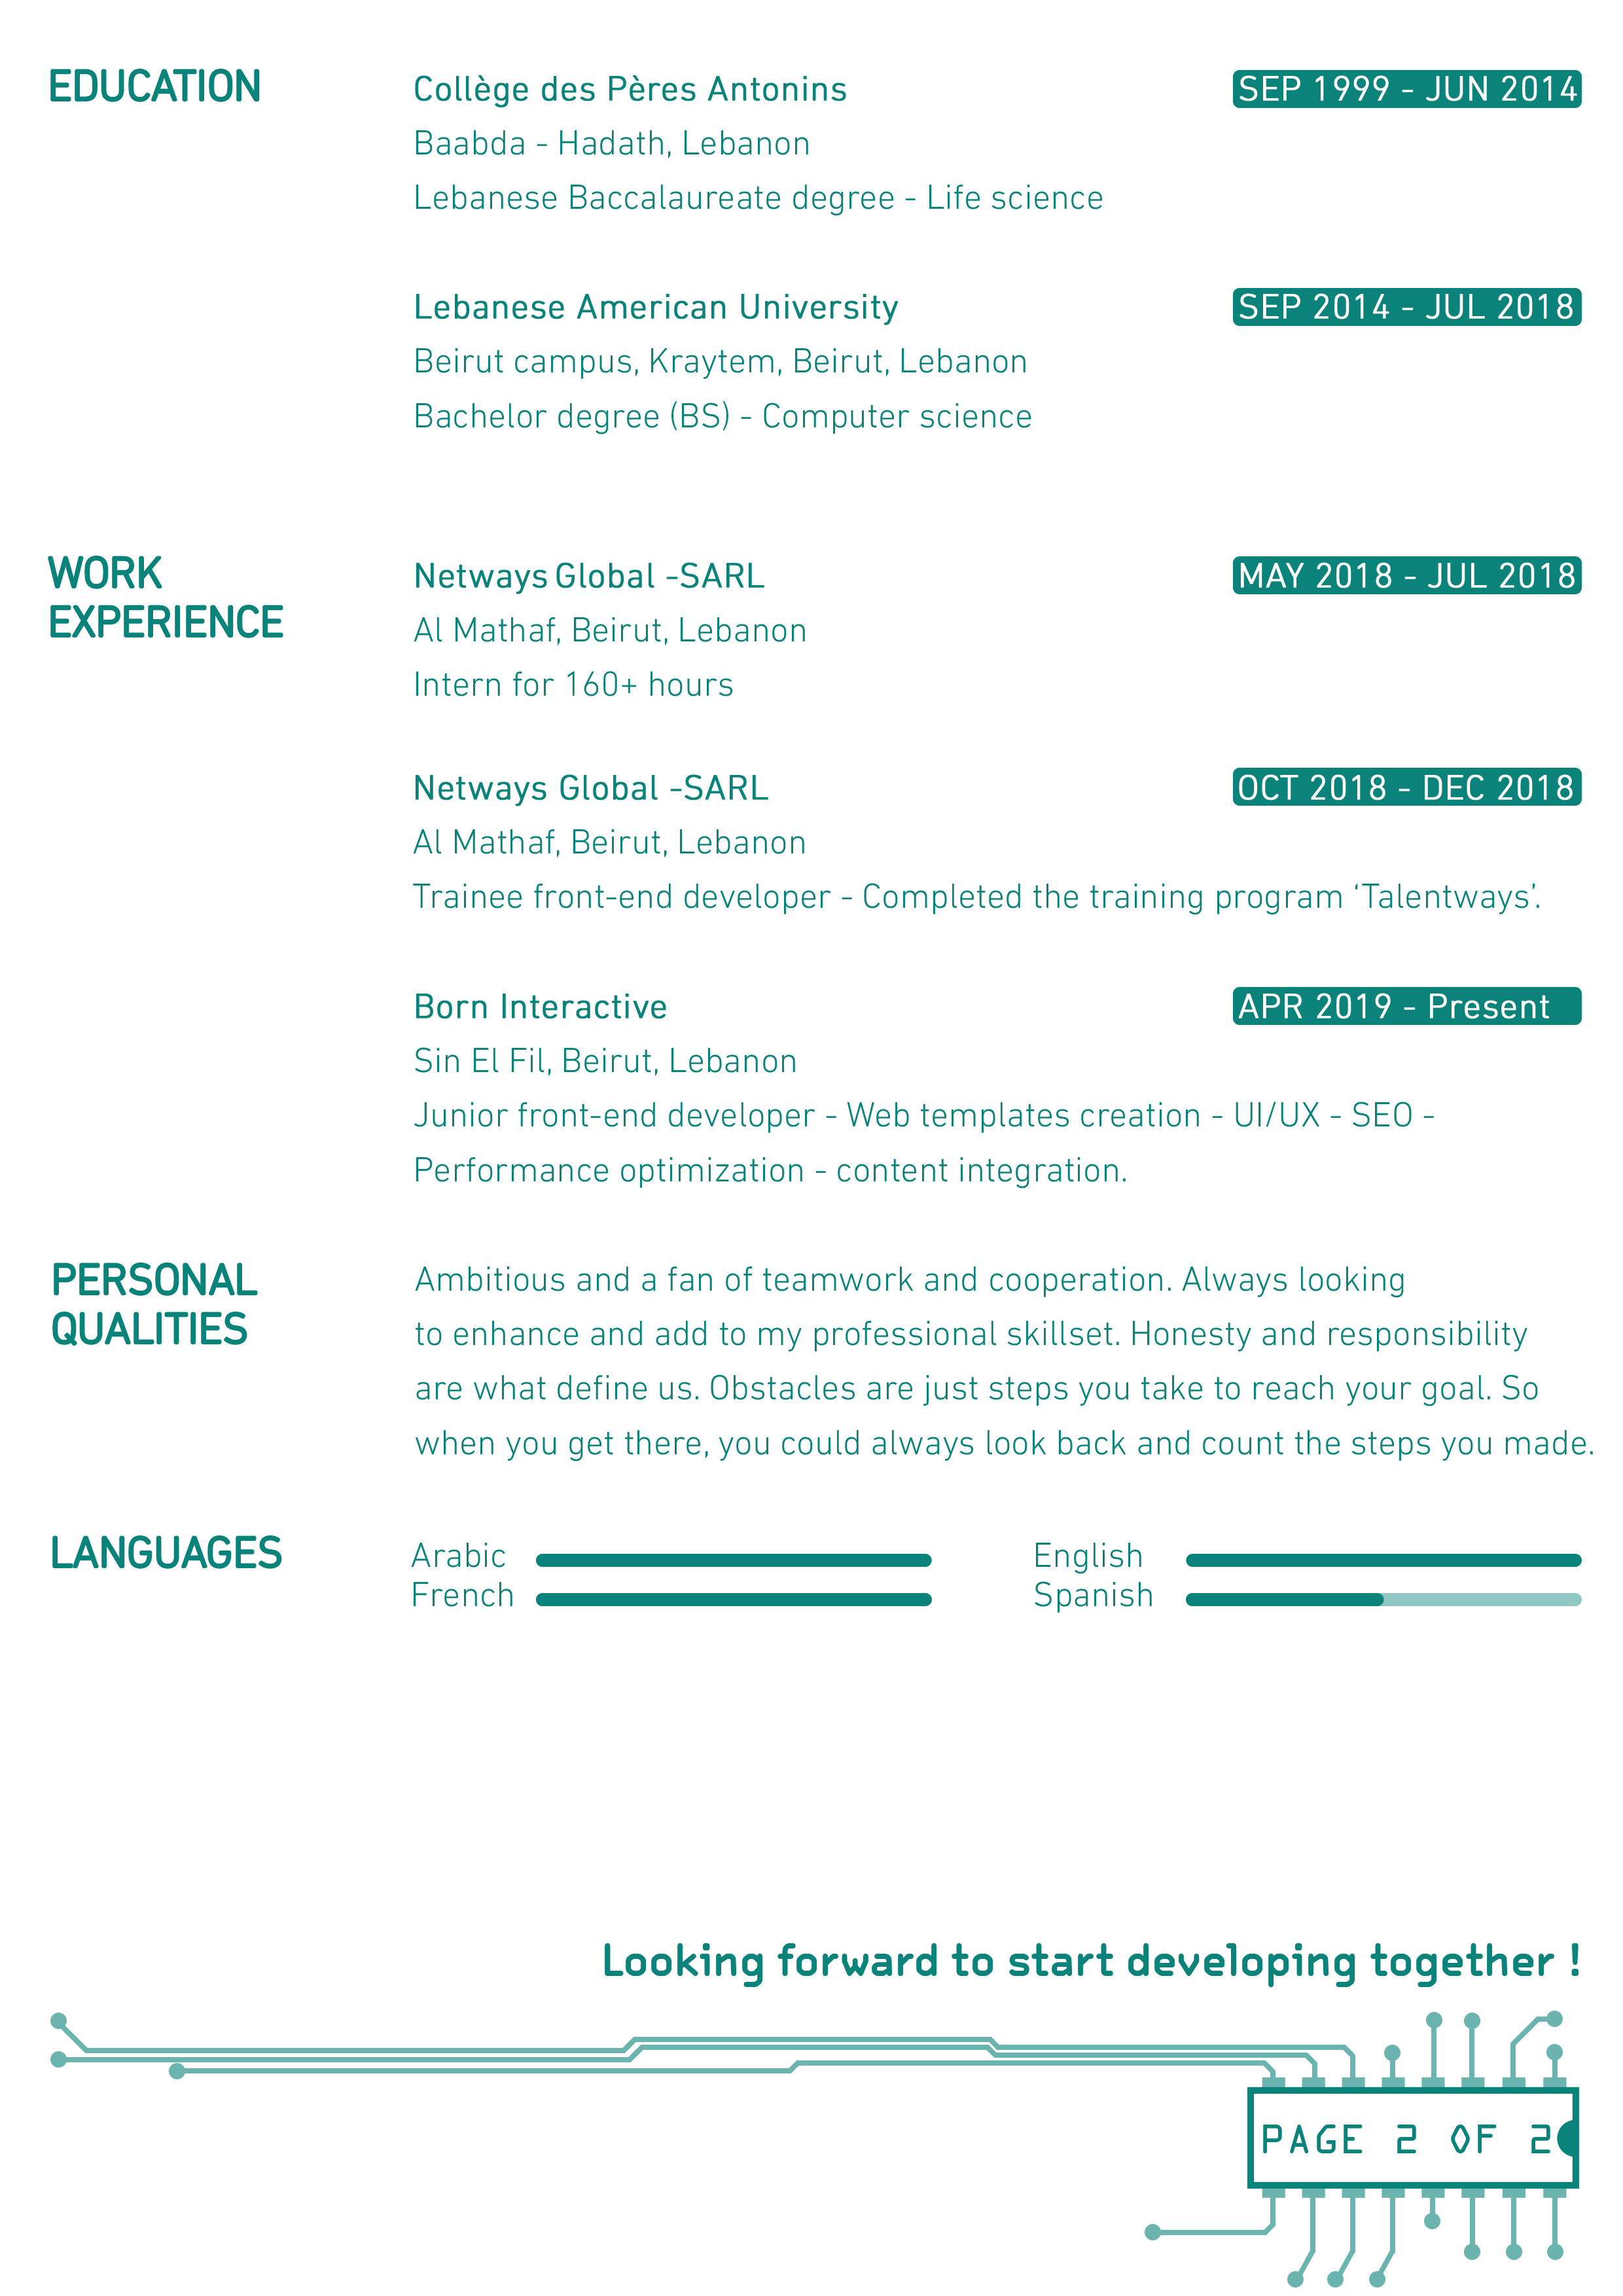 EDUCATION
Collège des Pères Antonins
SEP 1999 - JUN 2014
Baabda - Hadath, Lebanon
Lebanese Baccalaureate degree - Life science
Lebanese American University
SEP 2014 - JUL 2018
Beirut campus, Kraytem, Beirut, Lebanon
Bachelor degree (BS) - Computer science
WORK
EXPERIENCE
Netways Global -SARL
MAY 2018 - JUL 2018
Al Mathaf, Beirut, Lebanon
Intern for 160+ hours
Netways Global -SARL
OCT 2018 - DEC 2018
Al Mathaf, Beirut, Lebanon
Trainee front-end developer - Completed the training program ‘Talentways’.
Born Interactive
APR 2019 - Present
Sin El Fil, Beirut, Lebanon
Junior front-end developer - Web templates creation - UI/UX - SEO -
Performance optimization - content integration.
PERSONAL
QUALITIES
Ambitious and a fan of teamwork and cooperation. Always looking
to enhance and add to my professional skillset. Honesty and responsibility
are what define us. Obstacles are just steps you take to reach your goal. So
when you get there, you could always look back and count the steps you made.
LANGUAGES
Arabic
English
French
Spanish
Looking forward to start developing together !
PAGE 2 OF 2